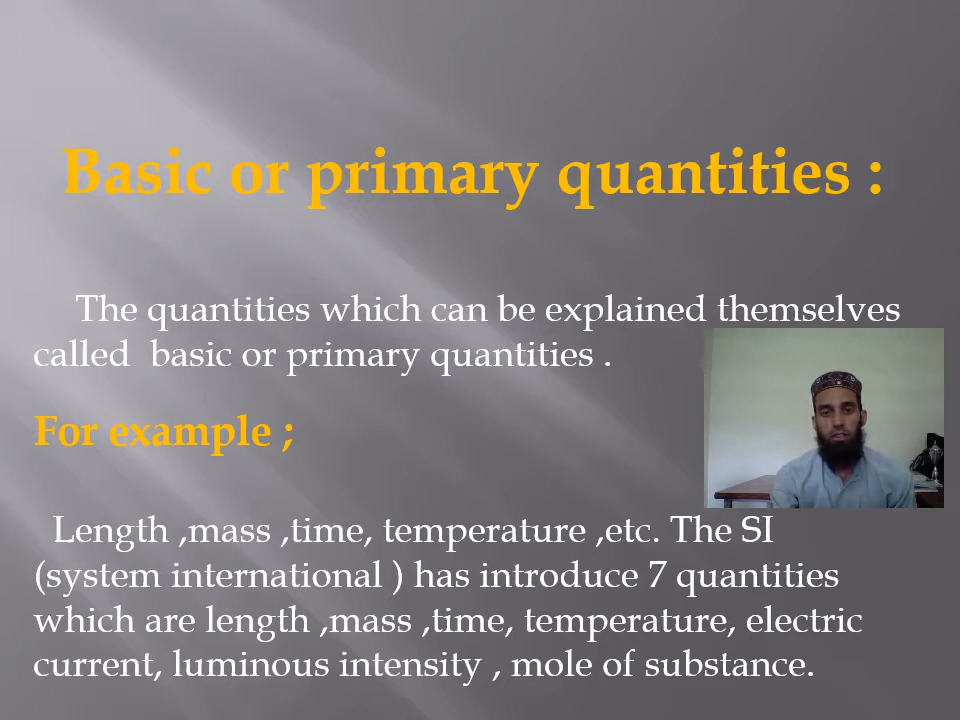 Basic or primary quantities :
The quantities which can be explained themselves
called basic or primary quantities .
For example ;
Length ,mass ,time, temperature ,etc. The SI
(system international ) has introduce 7 quantities
which are length ,mass ,time, temperature, electric
current, luminous intensity , mole of substance.